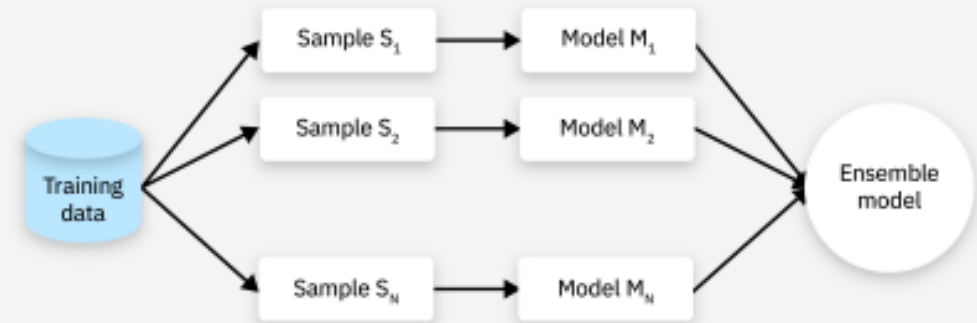 Sample S₁
Model M₁
Sample S₂
Model M₂
Training
data
Ensemble
model
Sample Sₙ
Model Mₙ